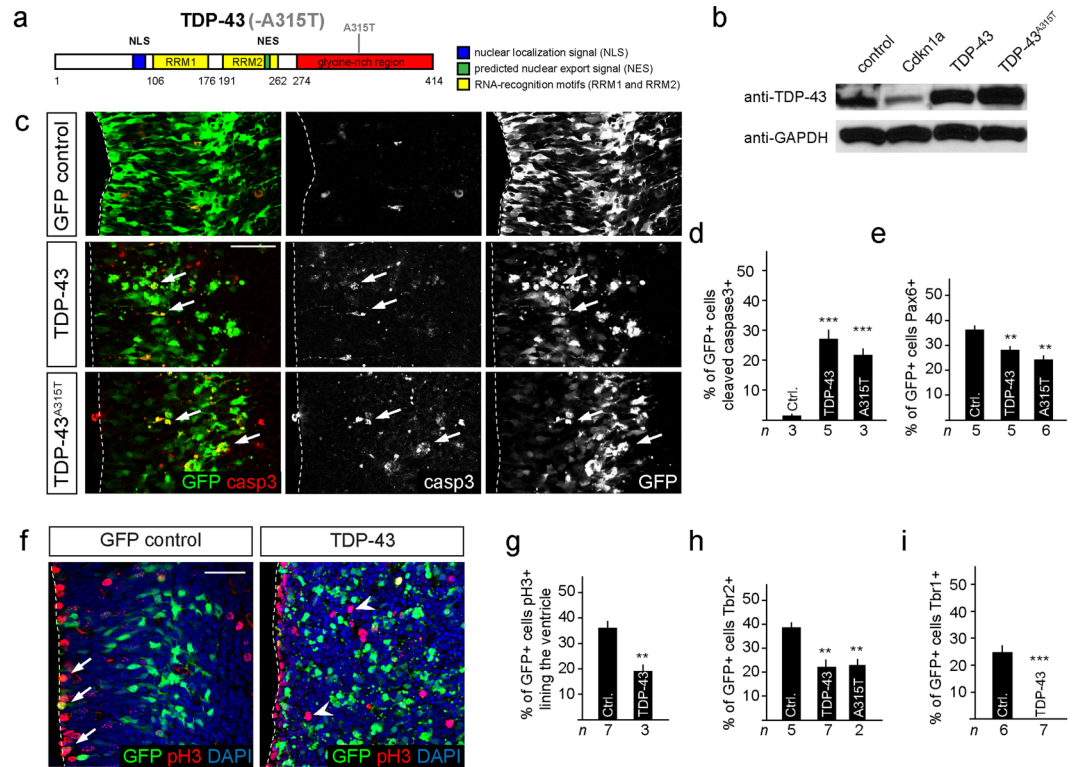 a
TDP-43 (-A315T)
A315T
NLS
NES
RRM1
RRM2
glycine-rich region
1
106
176
191
262
274
414
nuclear localization signal (NLS)
predicted nuclear export signal (NES)
RNA-recognition motifs (RRM1 and RRM2)
b
control
Cdkn1a
TDP-43
TDP-43A315T
anti-TDP-43
anti-GAPDH
c
GFP control
TDP-43
TDP-43A315T
GFP casp3
casp3
GFP
d
% of GFP+ cells
cleaved caspase3+
50
40
30
20
10
Ctrl.
***
TDP-43
***
A315T
n 3 5 3
e
% of GFP+ cells Pax6+
40
30
20
10
Ctrl.
**
TDP-43
**
A315T
n 5 5 6
f
GFP control
TDP-43
GFP pH3 DAPI
GFP pH3 DAPI
g
% of GFP+ cells pH3+
lining the ventricle
50
40
30
20
10
Ctrl.
**
TDP-43
n 7 3
h
% of GFP+ cells Tbr2+
50
40
30
20
10
Ctrl.
**
TDP-43
**
A315T
n 5 7 2
i
% of GFP+ cells Tbr1+
50
40
30
20
10
Ctrl.
***
TDP-43
n 6 7